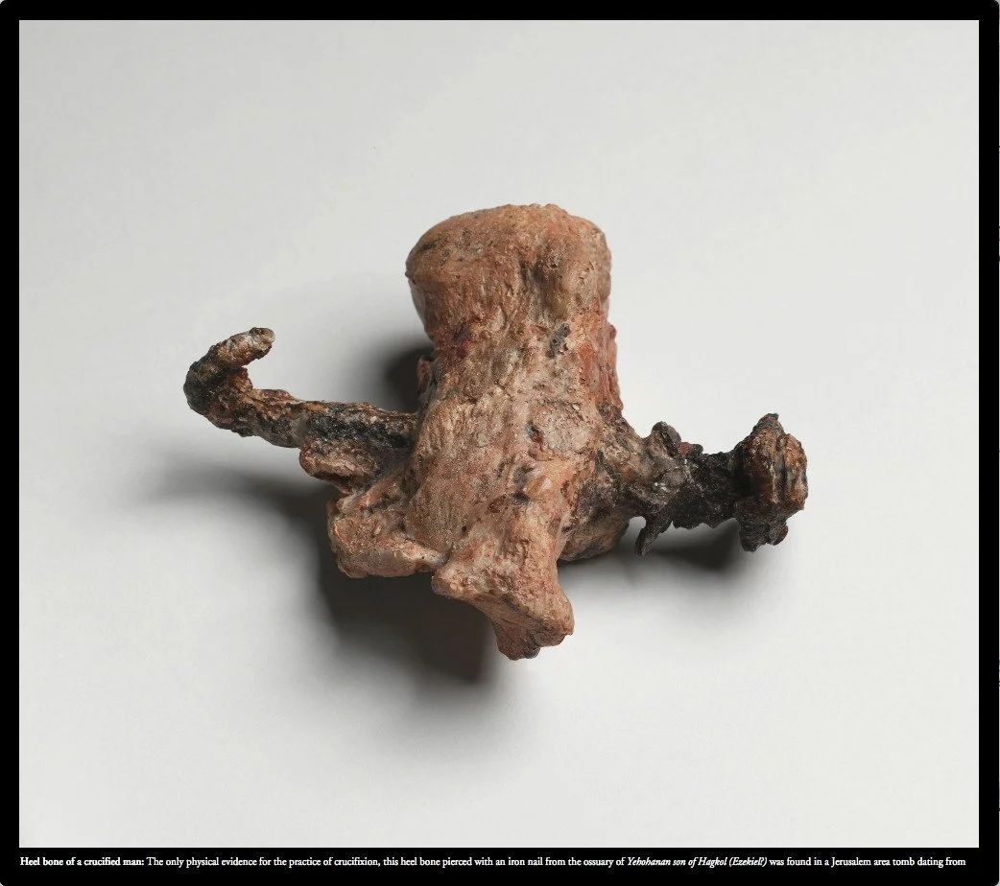 Heel bone of a crucified man: The only physical evidence for the practice of crucifixion, this heel bone pierced with an iron nail from the ossuary of Yehohanan son of Hagkol (Ezekiel?) was found in a Jerusalem area tomb dating from